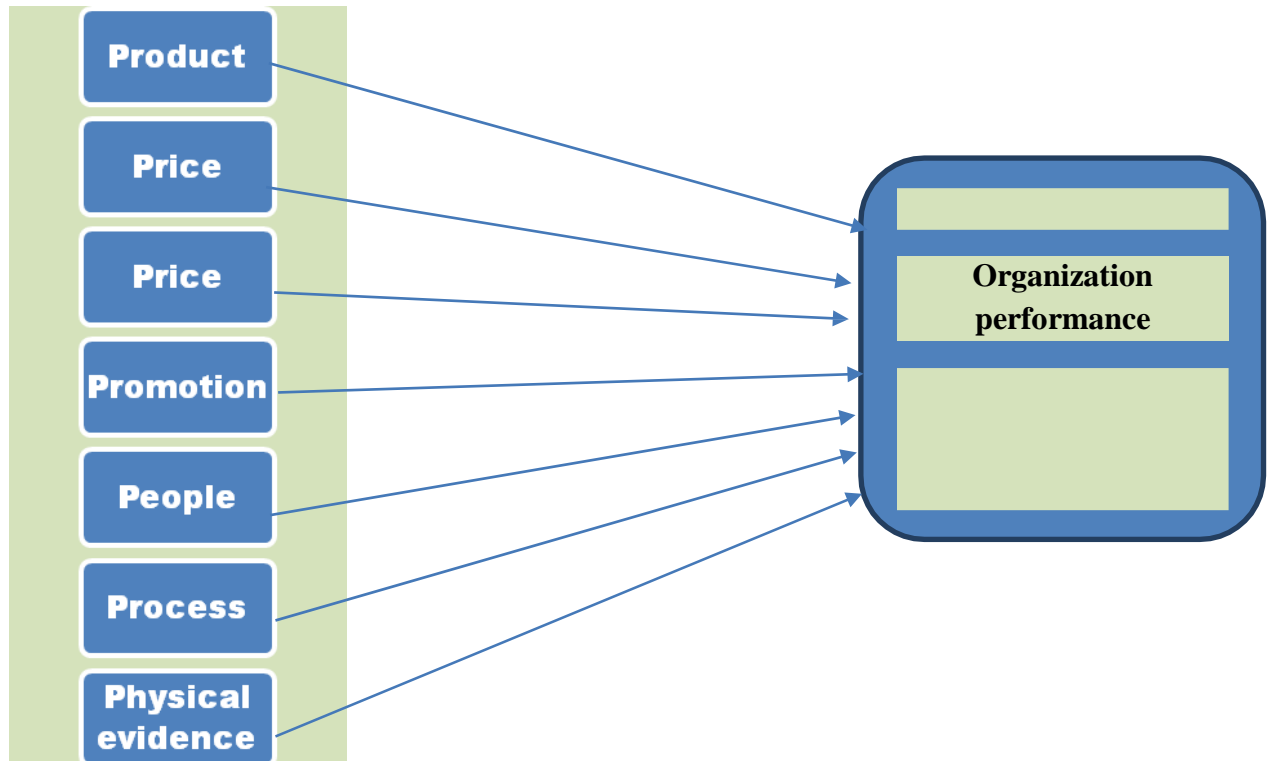 Product
Price
Price
Promotion
People
Process
Physical
evidence
Organization
performance